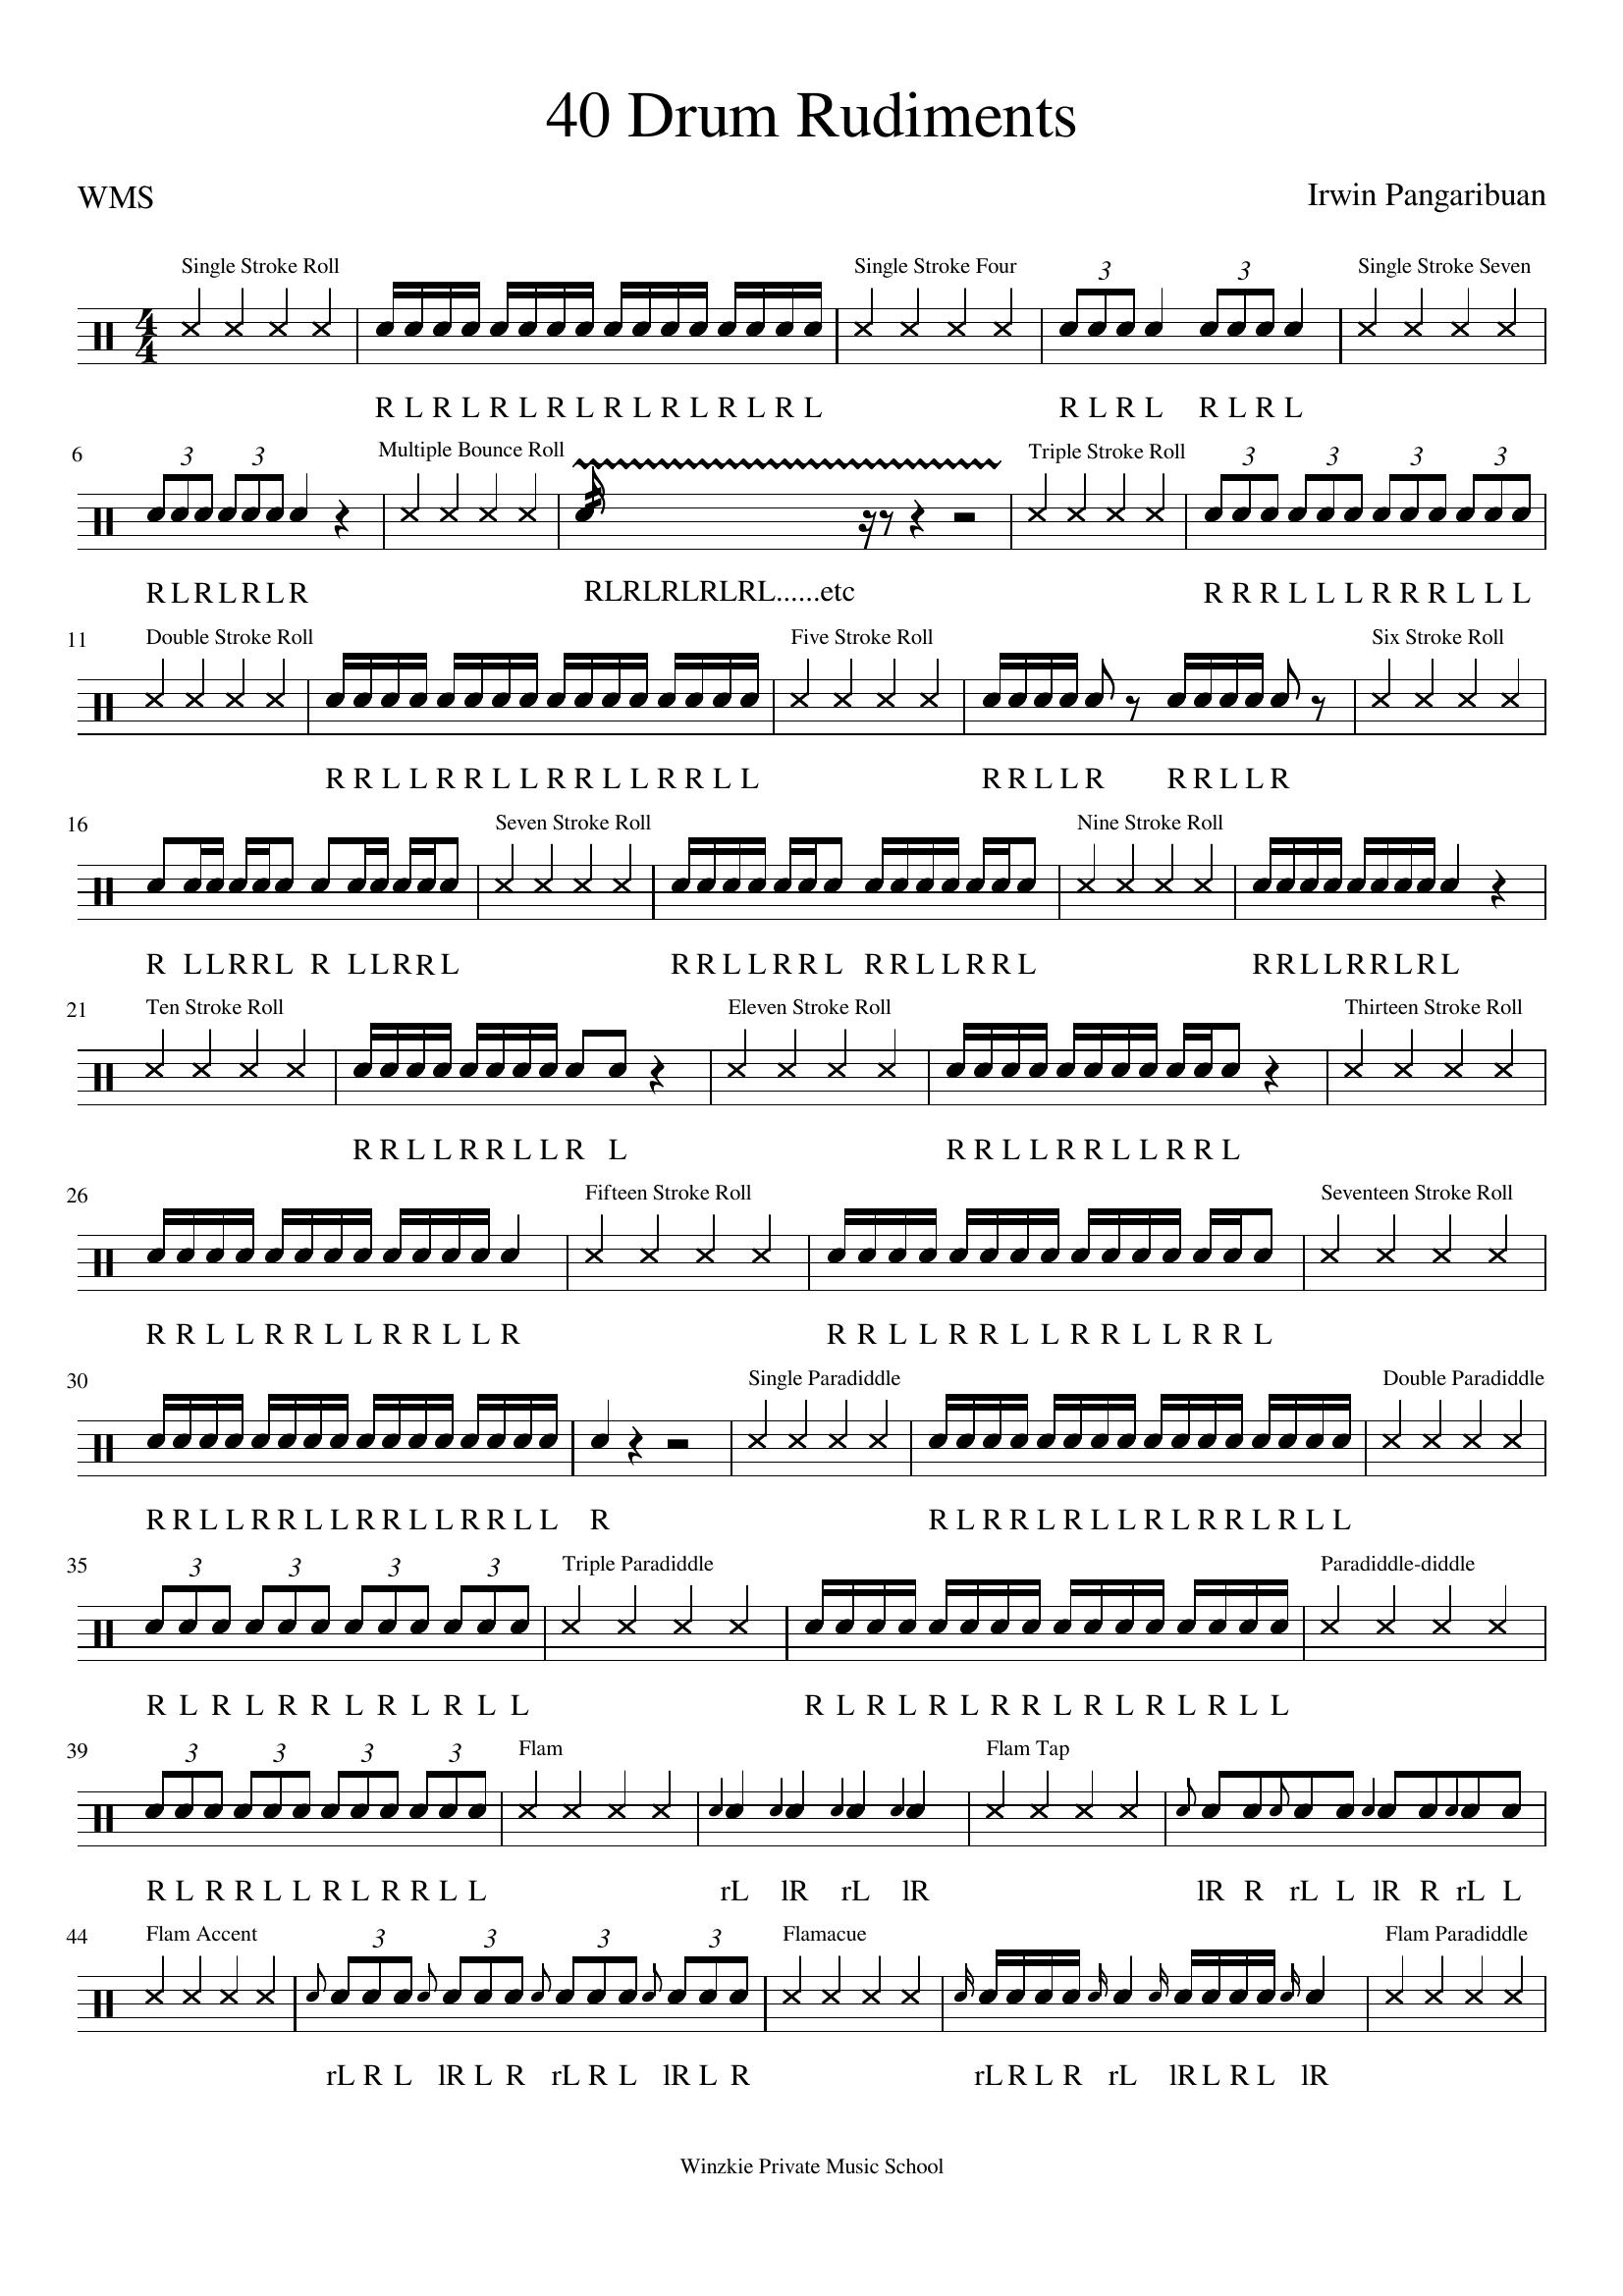 40 Drum Rudiments
WMS
Irwin Pangaribuan
Single Stroke Roll Single Stroke Four 3 3 Single Stroke Seven
4
4
R L R L R L R L R L R L R L R L R L R L R L R L
6 3 3 Multiple Bounce Roll Triple Stroke Roll 3 3 3 3
R L R L R L R RLRLRLRLRL......etc R R R L L L R R R L L L
11 Double Stroke Roll Five Stroke Roll Six Stroke Roll
R R L L R R L L R R L L R R L L R R L L R R R L L R
16 Seven Stroke Roll Nine Stroke Roll
R L L R R L R L L R R L R R L L R R L R R L L R R L R R L L R R L R L
21 Ten Stroke Roll Eleven Stroke Roll Thirteen Stroke Roll
R R L L R R L L R L R R L L R R L L R R L
26 Fifteen Stroke Roll Seventeen Stroke Roll
R R L L R R L L R R L L R R R L L R R L L R R L L R R L
30 Single Paradiddle Double Paradiddle
R R L L R R L L R R L L R R L L R R L R R L R L L R L R R L R L L
35 3 3 3 3 Triple Paradiddle Paradiddle-diddle
R L R L R R L R L R L L R L R L R L R R L R L R L R L L
39 3 3 3 3 Flam Flam Tap
R L R R L L R L R R L L rL lR rL lR lR R rL L lR R rL L
44 Flam Accent 3 3 3 3 Flamacue Flam Paradiddle
rL R L lR L R rL R L lR L R rL R L R rL lR L R L lR
Winzkie Private Music School